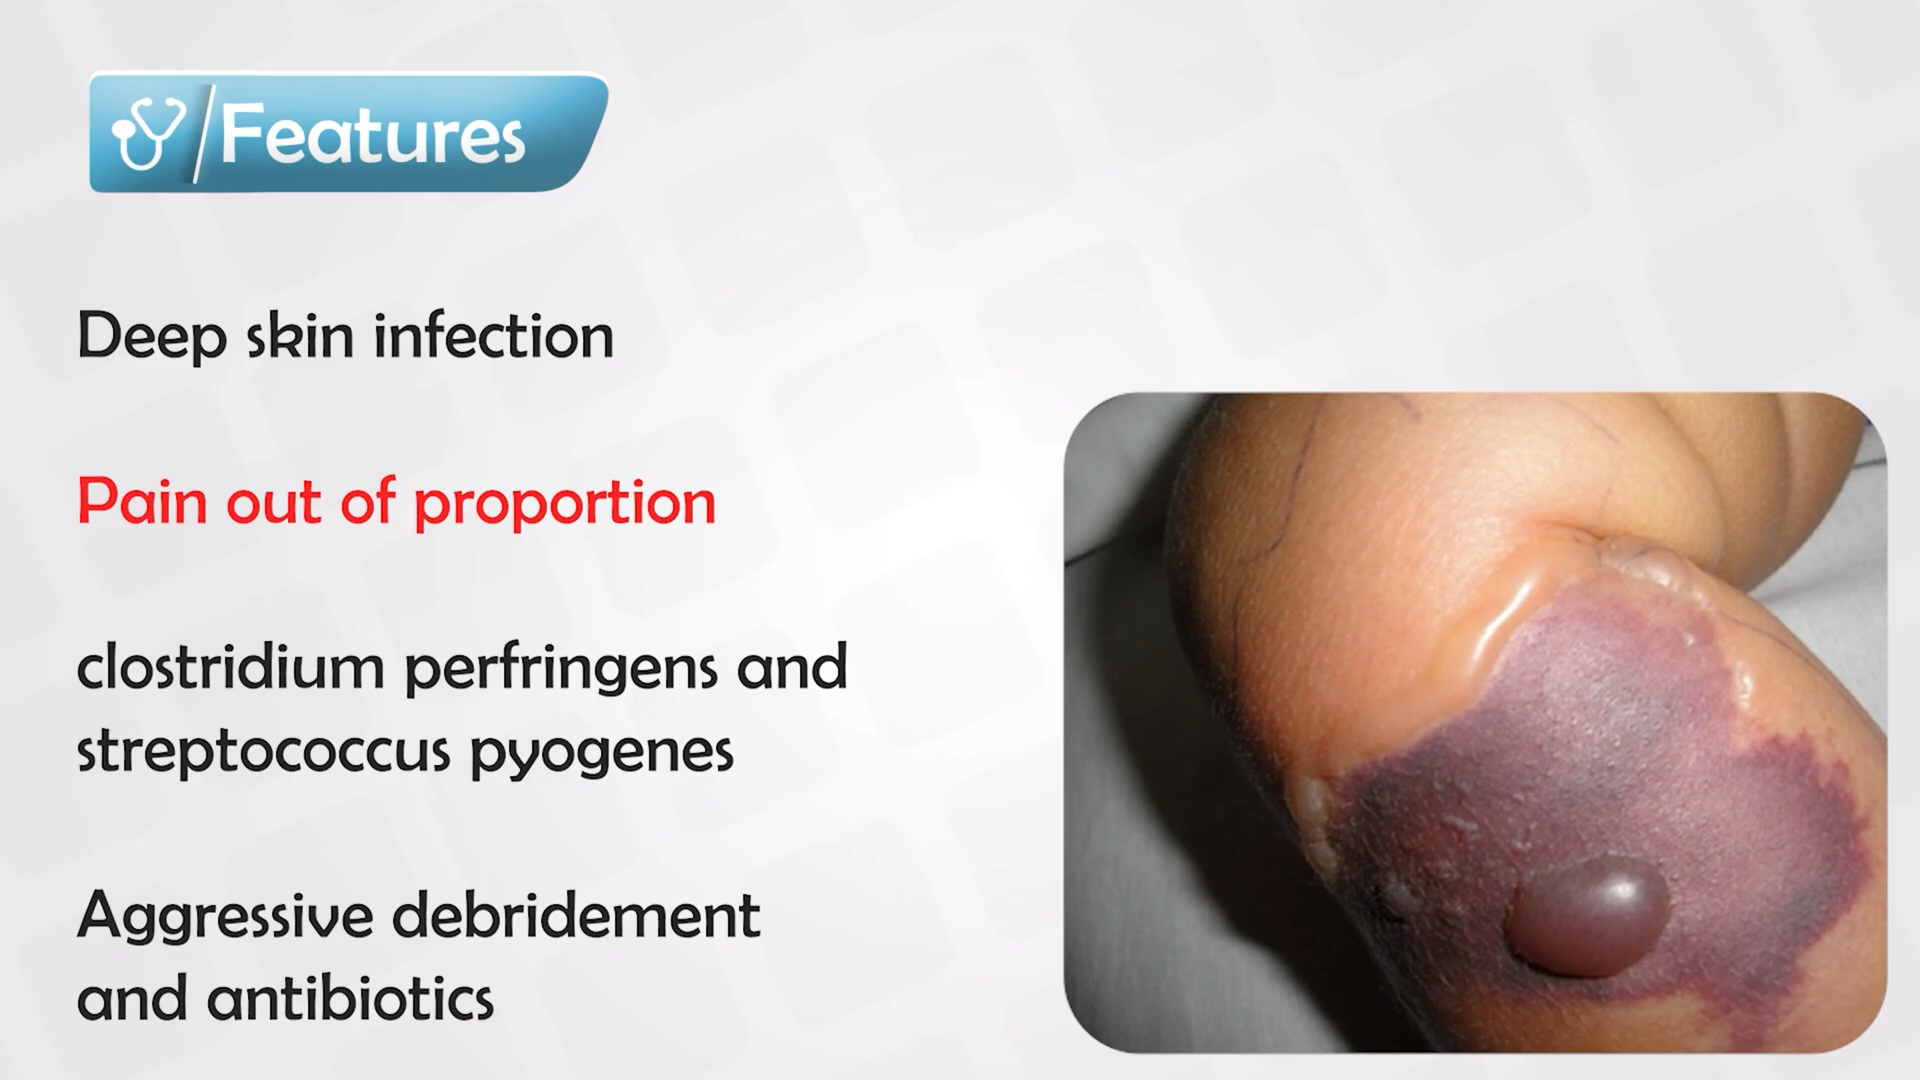 Features
Deep skin infection
Pain out of proportion
clostridium perfringens and
streptococcus pyogenes
Aggressive debridement
and antibiotics